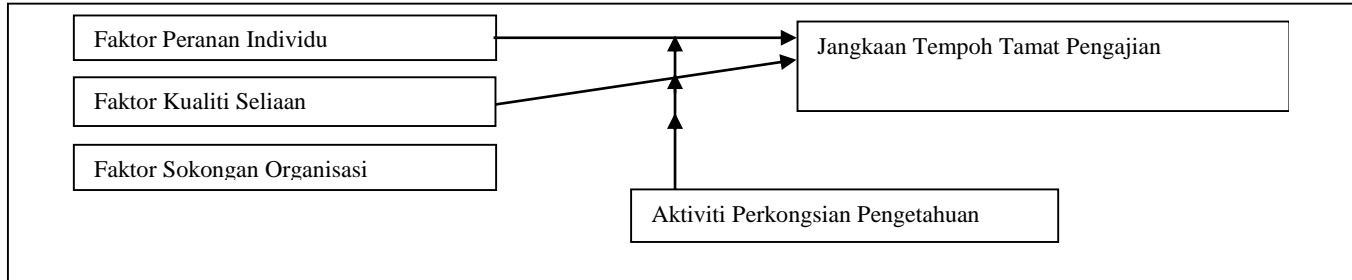 Faktor Peranan Individu
Jangkaan Tempoh Tamat Pengajian
Faktor Kualiti Seliaan
Faktor Sokongan Organisasi
Aktiviti Perkongsian Pengetahuan